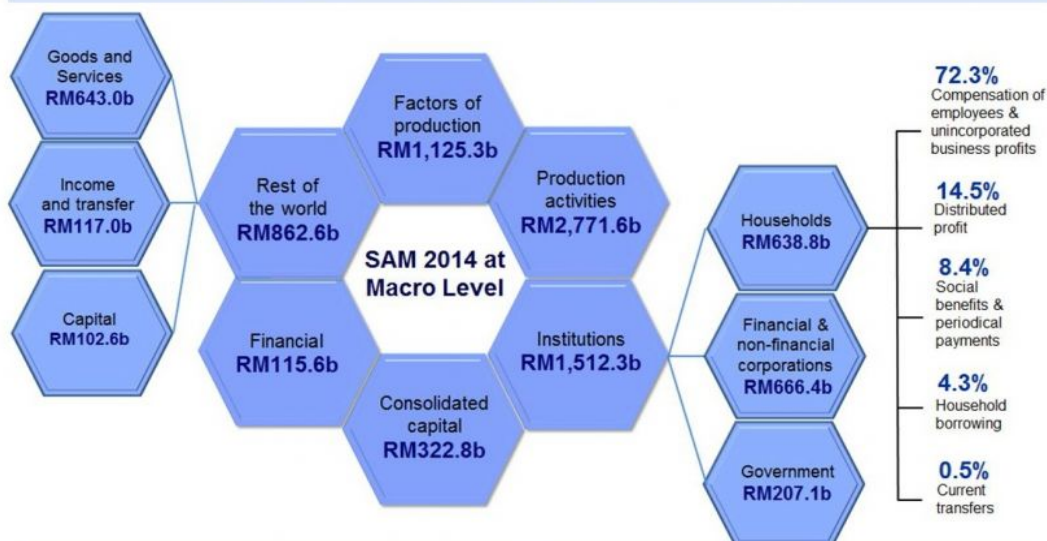 Goods and
Services
RM643.0b
Income
and transfer
RM117.0b
Capital
RM102.6b
Rest of
the world
RM862.6b
Factors of
production
RM1,125.3b
Production
activities
RM2,771.6b
SAM 2014 at
Macro Level
Financial
RM115.6b
Consolidated
capital
RM322.8b
Institutions
RM1,512.3b
Households
RM638.8b
Financial &
non-financial
corporations
RM666.4b
Government
RM207.1b
72.3%
Compensation of
employees &
unincorporated
business profits
14.5%
Distributed
profit
8.4%
Social
benefits &
periodical
payments
4.3%
Household
borrowing
0.5%
Current
transfers